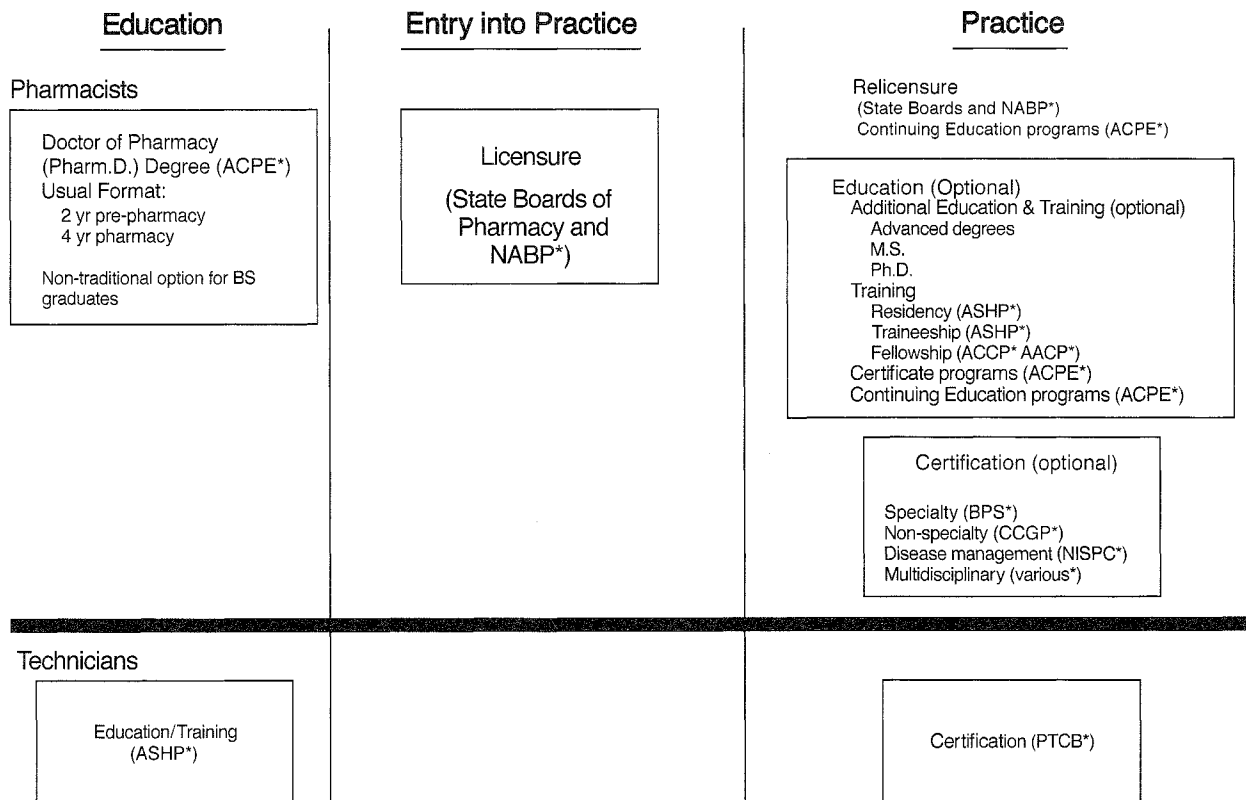 Education
Entry into Practice
Practice
Pharmacists
Doctor of Pharmacy
(Pharm.D.) Degree (ACPE*)
Usual Format:
2 yr pre-pharmacy
4 yr pharmacy
Non-traditional option for BS
graduates
Licensure
(State Boards of
Pharmacy and
NABP*)
Relicensure
(State Boards and NABP*)
Continuing Education programs (ACPE*)
Education (Optional)
Additional Education & Training (optional)
Advanced degrees
M.S.
Ph.D.
Training
Residency (ASHP*)
Traineeship (ASHP*)
Fellowship (ACCP* AACP*)
Certificate programs (ACPE*)
Continuing Education programs (ACPE*)
Certification (optional)
Specialty (BPS*)
Non-specialty (CCGP*)
Disease management (NISPC*)
Multidisciplinary (various*)
Technicians
Education/Training
(ASHP*)
Certification (PTCB*)